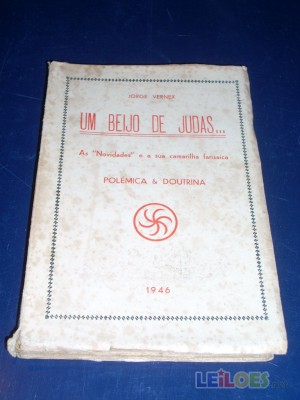 JORGE VERNEX
UM BEIJO DE JUDAS...
As "Novidades" e a sua camarilha farisaica
POLÉMICA & DOUTRINA
1946
LEILOES